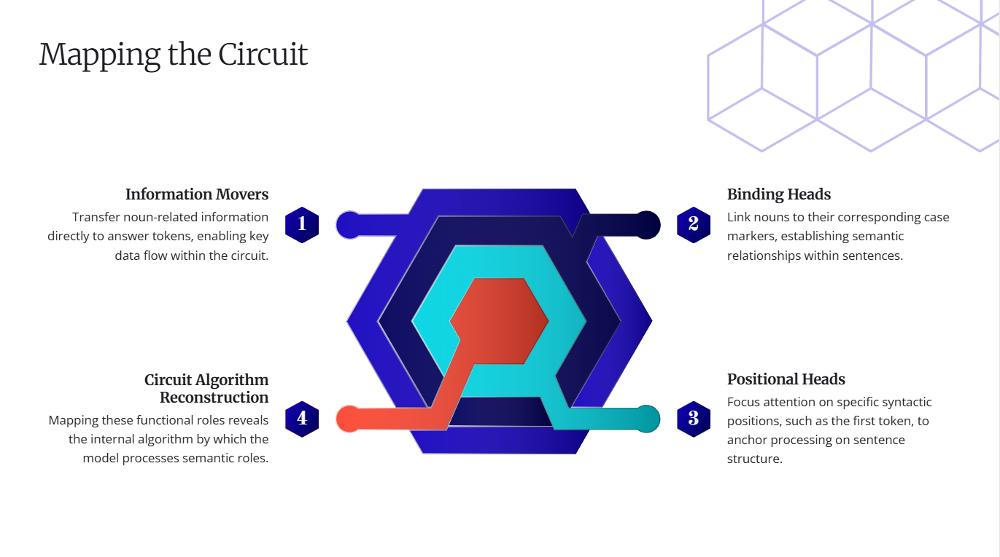 Mapping the Circuit
Information Movers
Transfer noun-related information
directly to answer tokens, enabling key
data flow within the circuit.
1
2
Binding Heads
Link nouns to their corresponding case
markers, establishing semantic
relationships within sentences.
Circuit Algorithm
Reconstruction
Mapping these functional roles reveals
the internal algorithm by which the
model processes semantic roles.
4
3
Positional Heads
Focus attention on specific syntactic
positions, such as the first token, to
anchor processing on sentence
structure.